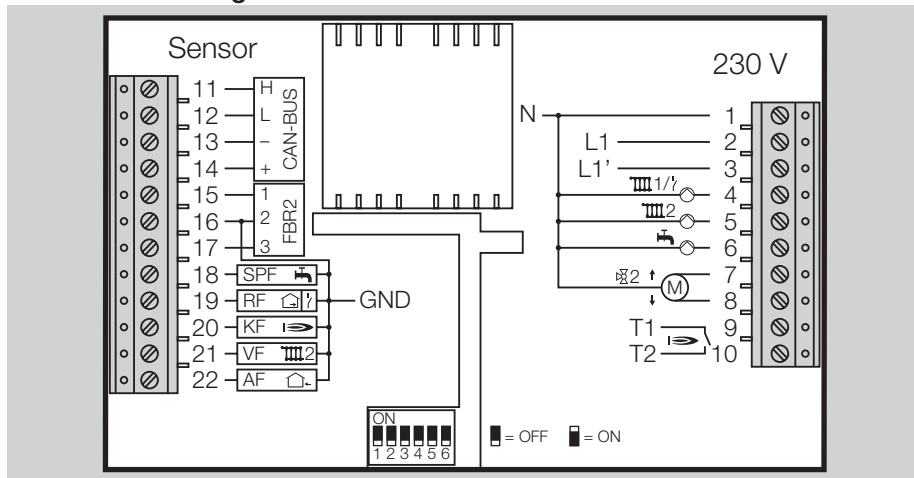 Sensor
230 V
11 H
12 L
13 –
14 +
CAN-BUS
15 1
16 2
17 3
FBR2
18 SPF
19 RF
20 KF
21 VF 2
22 AF
GND
N
1
L1 2
L1' 3
1/ 4
2 5
6
2 7
M
8
T1 9
T2 10
ON
1 2 3 4 5 6
= OFF = ON